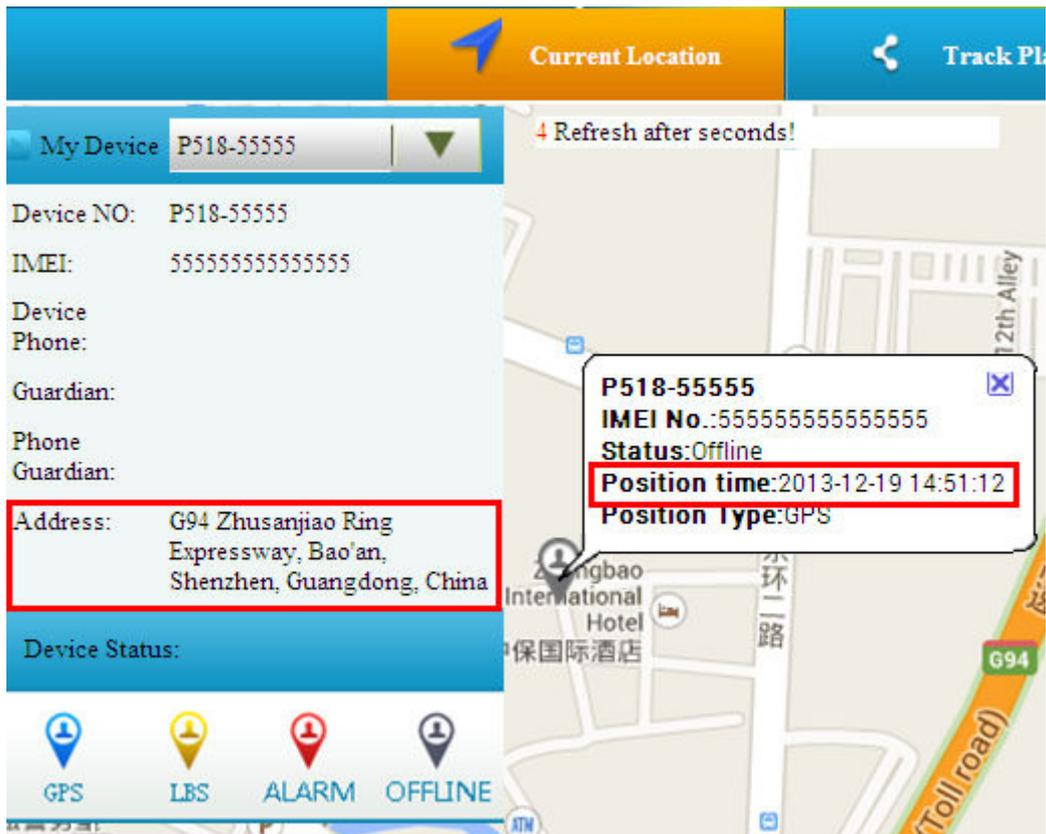 Current Location
Track Pla
My Device P518-55555
4 Refresh after seconds!
Device NO: P518-55555
IMEI: 555555555555555
Device
Phone:
Guardian:
Phone
Guardian:
Address: G94 Zhusanjiao Ring
Expressway, Bao'an,
Shenzhen, Guangdong, China
Device Status:
GPS
LBS
ALARM
OFFLINE
12th Alley
P518-55555
IMEI No.:555555555555555
Status:Offline
Position time:2013-12-19 14:51:12
Position Type:GPS
International
Hotel
保国际酒店
环二路
G94
(Toll road)
ATM
P